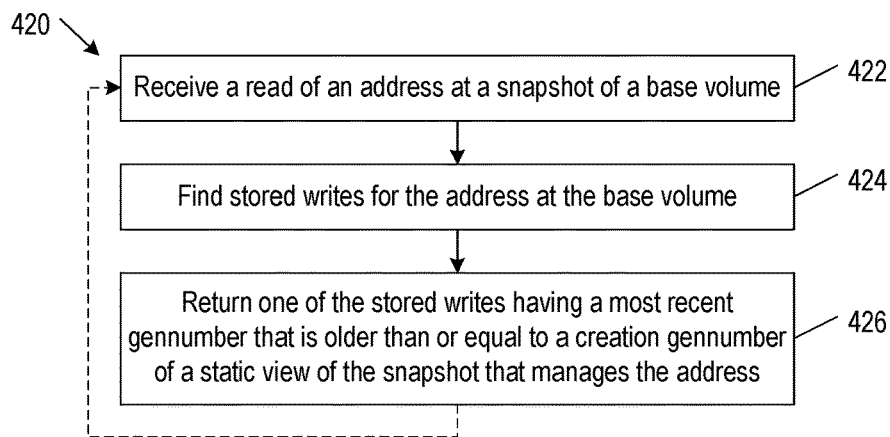 420
Receive a read of an address at a snapshot of a base volume
422
Find stored writes for the address at the base volume
424
Return one of the stored writes having a most recent
gennumber that is older than or equal to a creation gennumber
of a static view of the snapshot that manages the address
426